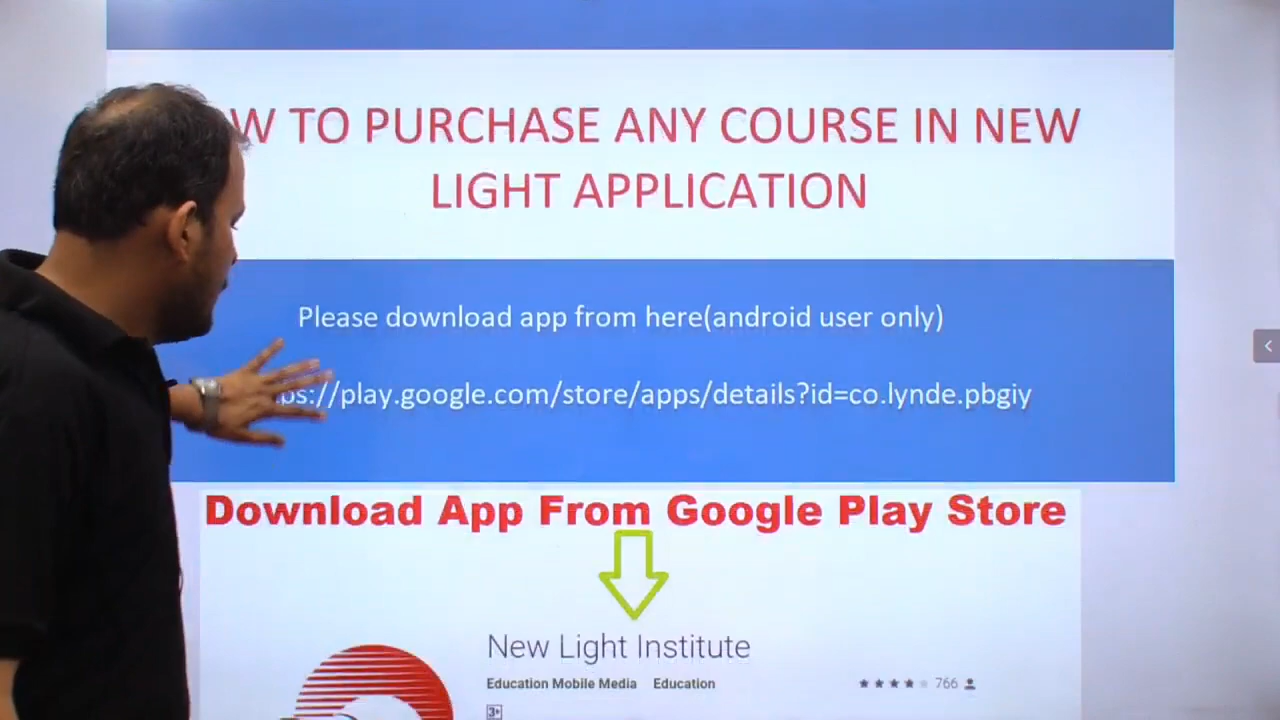 W TO PURCHASE ANY COURSE IN NEW
LIGHT APPLICATION
Please download app from here(android user only)
ps://play.google.com/store/apps/details?id=co.lynde.pbgiy
Download App From Google Play Store
New Light Institute
Education Mobile Media Education
766
3+